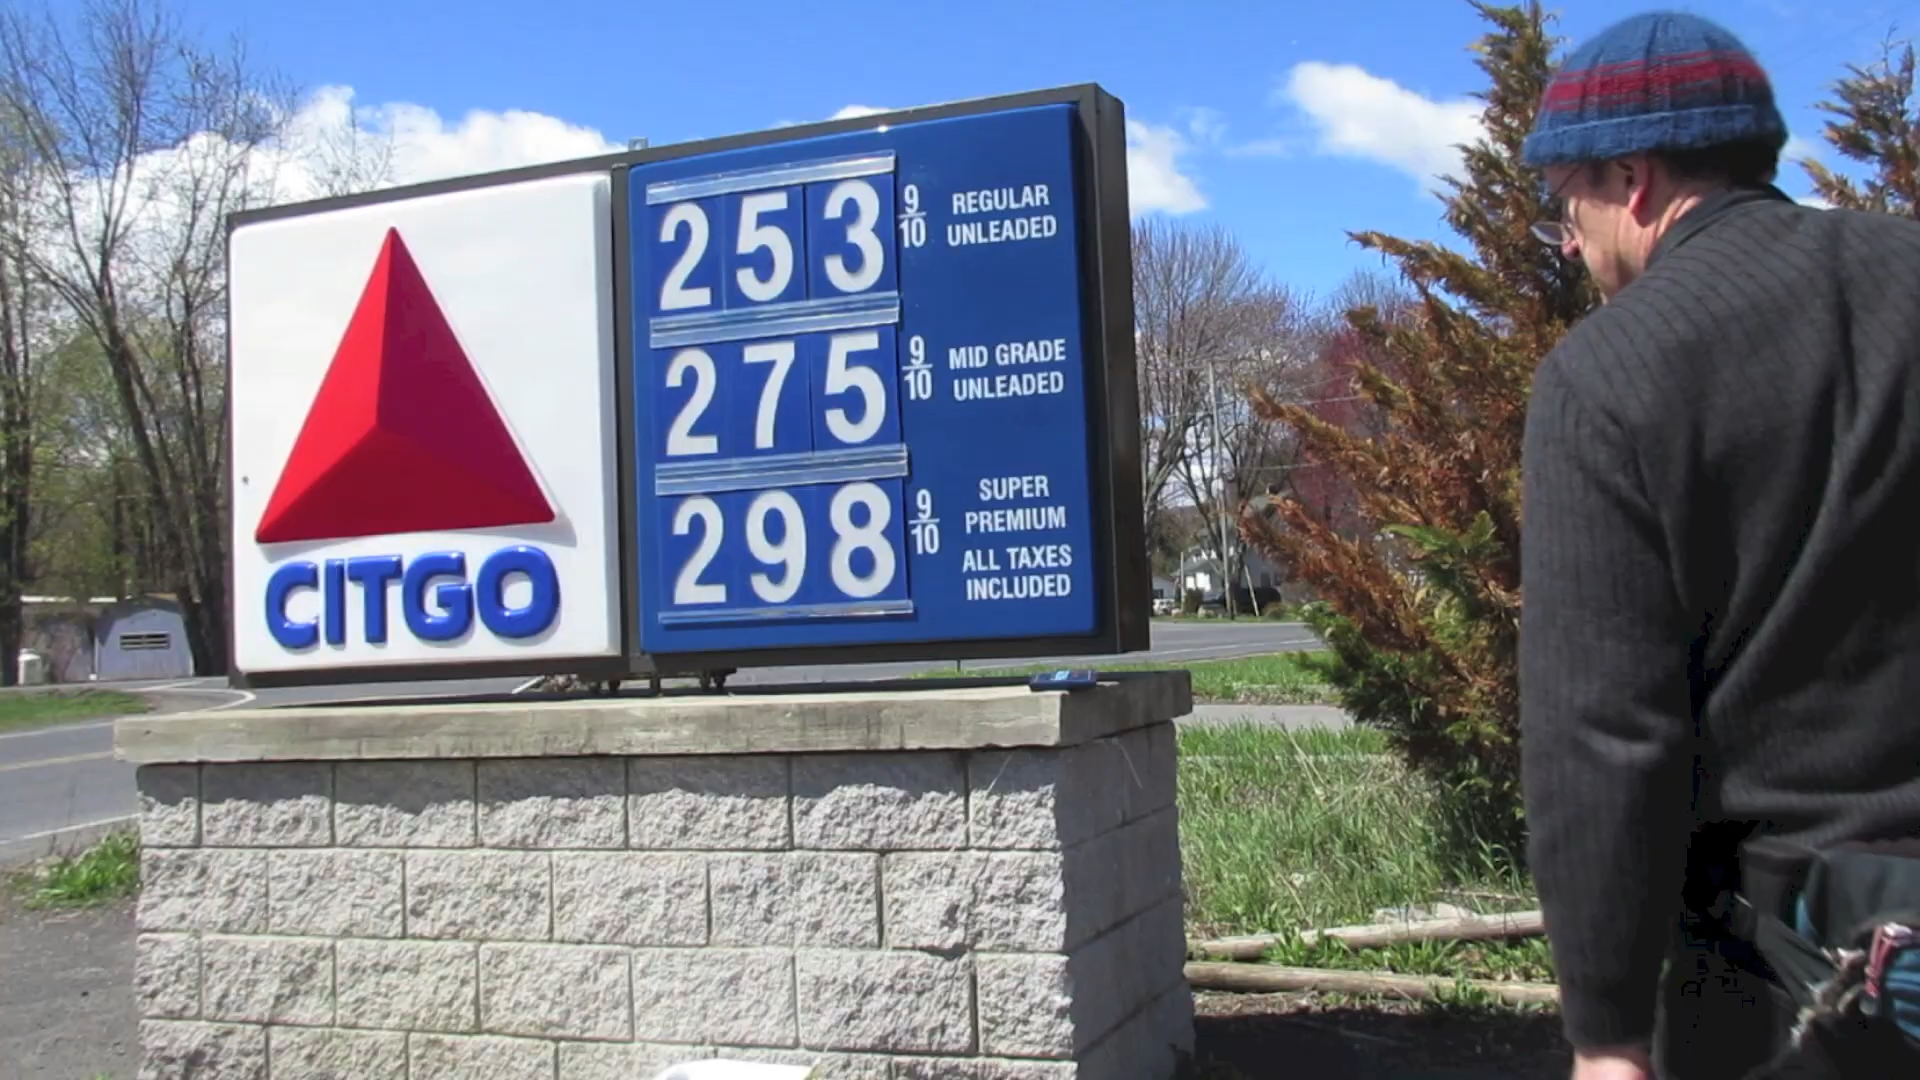 CITGO
253 9/10 REGULAR
UNLEADED
275 9/10 MID GRADE
UNLEADED
298 9/10 SUPER
PREMIUM
ALL TAXES
INCLUDED